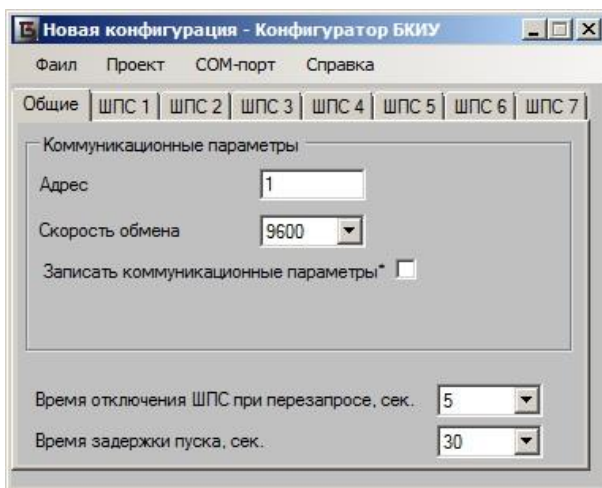 Новая конфигурация - Конфигуратор БКИУ
Фаил Проект COM-порт Справка
Общие ШПС 1 ШПС 2 ШПС 3 ШПС 4 ШПС 5 ШПС 6 ШПС 7
Коммуникационные параметры
Адрес 1
Скорость обмена 9600
Записать коммуникационные параметры*
Время отключения ШПС при перезапросе, сек. 5
Время задержки пуска, сек. 30